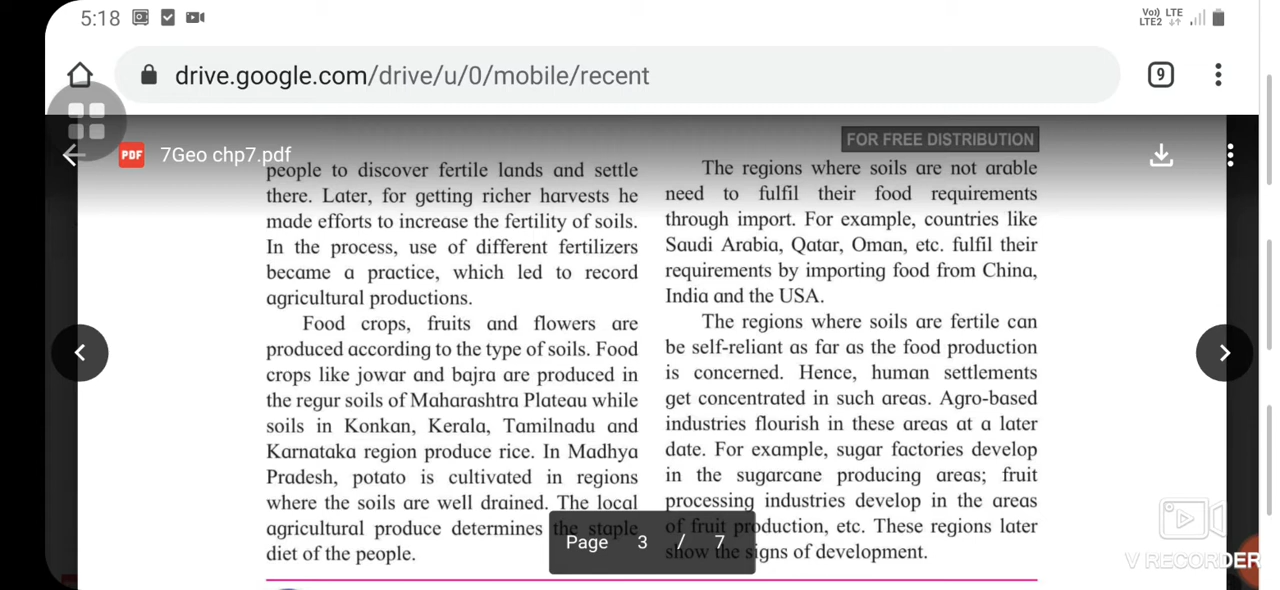 5:18
Vo)) LTE
LTE2
drive.google.com/drive/u/0/mobile/recent
9
FOR FREE DISTRIBUTION
PDF
7Geo chp7.pdf
people to discover fertile lands and settle
there. Later, for getting richer harvests he
made efforts to increase the fertility of soils.
In the process, use of different fertilizers
became a practice, which led to record
agricultural productions.
Food crops, fruits and flowers are
produced according to the type of soils. Food
crops like jowar and bajra are produced in
the regur soils of Maharashtra Plateau while
soils in Konkan, Kerala, Tamilnadu and
Karnataka region produce rice. In Madhya
Pradesh, potato is cultivated in regions
where the soils are well drained. The local
agricultural produce determines the staple
diet of the people.
The regions where soils are not arable
need to fulfil their food requirements
through import. For example, countries like
Saudi Arabia, Qatar, Oman, etc. fulfil their
requirements by importing food from China,
India and the USA.
The regions where soils are fertile can
be self-reliant as far as the food production
is concerned. Hence, human settlements
get concentrated in such areas. Agro-based
industries flourish in these areas at a later
date. For example, sugar factories develop
in the sugarcane producing areas; fruit
processing industries develop in the areas
of fruit production, etc. These regions later
show the signs of development.
Page 3 / 7
V RECORDER